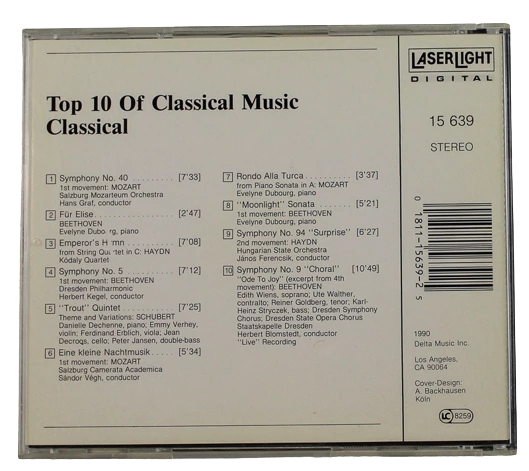 Top 10 Of Classical Music
Classical
1 Symphony No. 40 .......... [7'33]
1st movement: MOZART
Salzburg Mozarteum Orchestra
Hans Graf, conductor
2 Für Elise .......... [2'47]
BEETHOVEN
Evelyne Dubo rg, piano
3 Emperor's H mn .......... [7'08]
from String Qu tet in C: HAYDN
Kódaly Quartet
4 Symphony No. 5 .......... [7'12]
1st movement: BEETHOVEN
Dresden Philharmonic
Herbert Kegel, conductor
5 "Trout" Quintet .......... [7'25]
Theme and Variations: SCHUBERT
Danielle Dechenne, piano; Emmy Verhey,
violin; Ferdinand Erblich, viola; Jean
Decroos, cello; Peter Jansen, double-bass
6 Eine kleine Nachtmusik .... [5'34]
1st movement: MOZART
Salzburg Camerata Academica
Sándor Végh, conductor
7 Rondo Alla Turca .......... [3'37]
from Piano Sonata in A: MOZART
Evelyne Dubourg, piano
8 "Moonlight" Sonata .... [5'21]
1st movement: BEETHOVEN
Evelyne Dubourg, piano
9 Symphony No. 94 "Surprise" [6'27]
2nd movement: HAYDN
Hungarian State Orchestra
János Ferencsik, conductor
10 Symphony No. 9 "Choral" [10'49]
"Ode To Joy" (excerpt from 4th
movement): BEETHOVEN
Edith Wiens, soprano; Ute Walther,
contralto; Reiner Goldberg, tenor; Karl-
Heinz Stryczek, bass; Dresden Symphony
Chorus; Dresden State Opera Chorus
Staatskapelle Dresden
Herbert Blomstedt, conductor
"Live" Recording
LASERLIGHT
DIGITAL
15 639
STEREO
0 1811-15639-2 5
1990
Delta Music Inc.
Los Angeles,
CA 90064
Cover-Design:
A. Backhausen
Köln
LC 8259